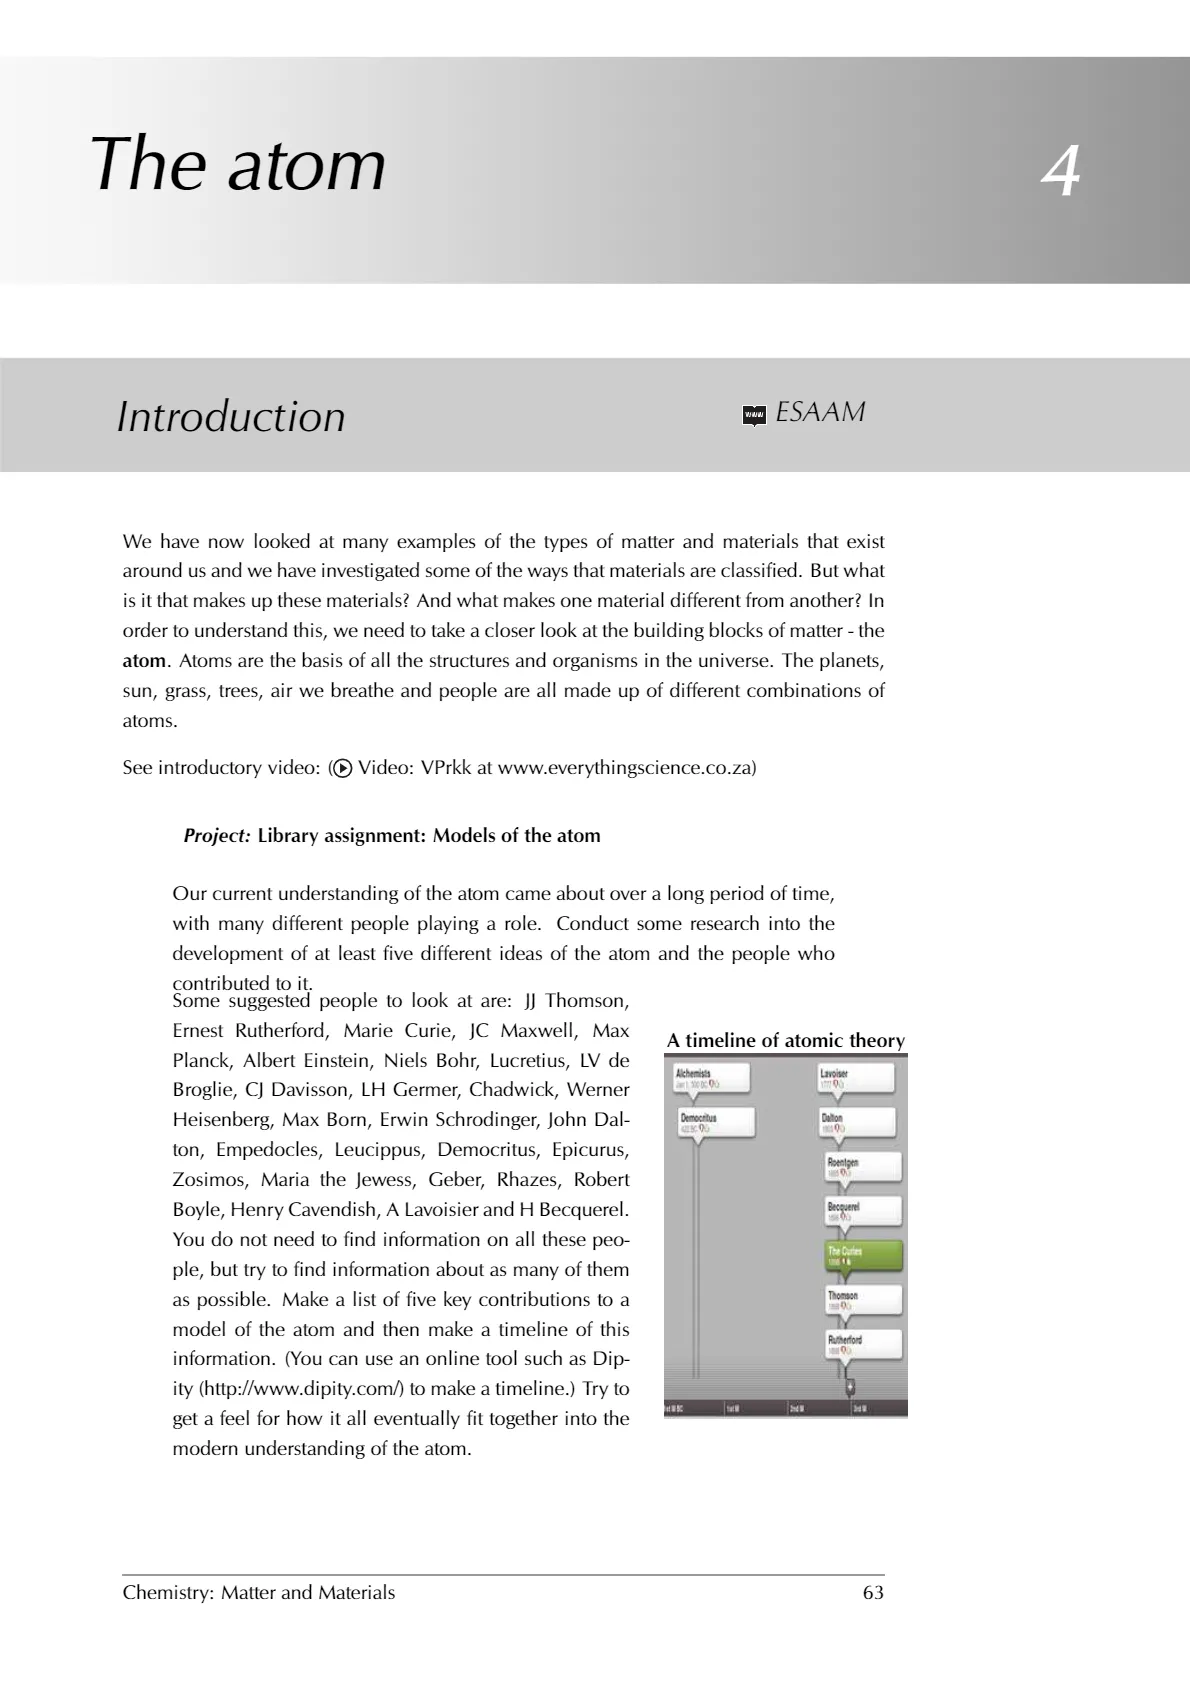 The atom
4
Introduction
www ESAAM
We have now looked at many examples of the types of matter and materials that exist
around us and we have investigated some of the ways that materials are classified. But what
is it that makes up these materials? And what makes one material different from another? In
order to understand this, we need to take a closer look at the building blocks of matter - the
atom. Atoms are the basis of all the structures and organisms in the universe. The planets,
sun, grass, trees, air we breathe and people are all made up of different combinations of
atoms.
See introductory video: ( Video: VPrkk at www.everythingscience.co.za)
Project: Library assignment: Models of the atom
Our current understanding of the atom came about over a long period of time,
with many different people playing a role. Conduct some research into the
development of at least five different ideas of the atom and the people who
contributed to it.
Some suggested people to look at are: JJ Thomson,
Ernest Rutherford, Marie Curie, JC Maxwell, Max
Planck, Albert Einstein, Niels Bohr, Lucretius, LV de
Broglie, CJ Davisson, LH Germer, Chadwick, Werner
Heisenberg, Max Born, Erwin Schrodinger, John Dal-
ton, Empedocles, Leucippus, Democritus, Epicurus,
Zosimos, Maria the Jewess, Geber, Rhazes, Robert
Boyle, Henry Cavendish, A Lavoisier and H Becquerel.
You do not need to find information on all these peo-
ple, but try to find information about as many of them
as possible. Make a list of five key contributions to a
model of the atom and then make a timeline of this
information. (You can use an online tool such as Dip-
ity (http://www.dipity.com/) to make a timeline.) Try to
get a feel for how it all eventually fit together into the
modern understanding of the atom.
A timeline of atomic theory
Alchemists
Democritus
Lavoiser
1777
Dalton
Roentgen
Becquerel
The Curies
Thomson
Rutherford
1st M BC
1st M
2nd M
3rd M
Chemistry: Matter and Materials
63